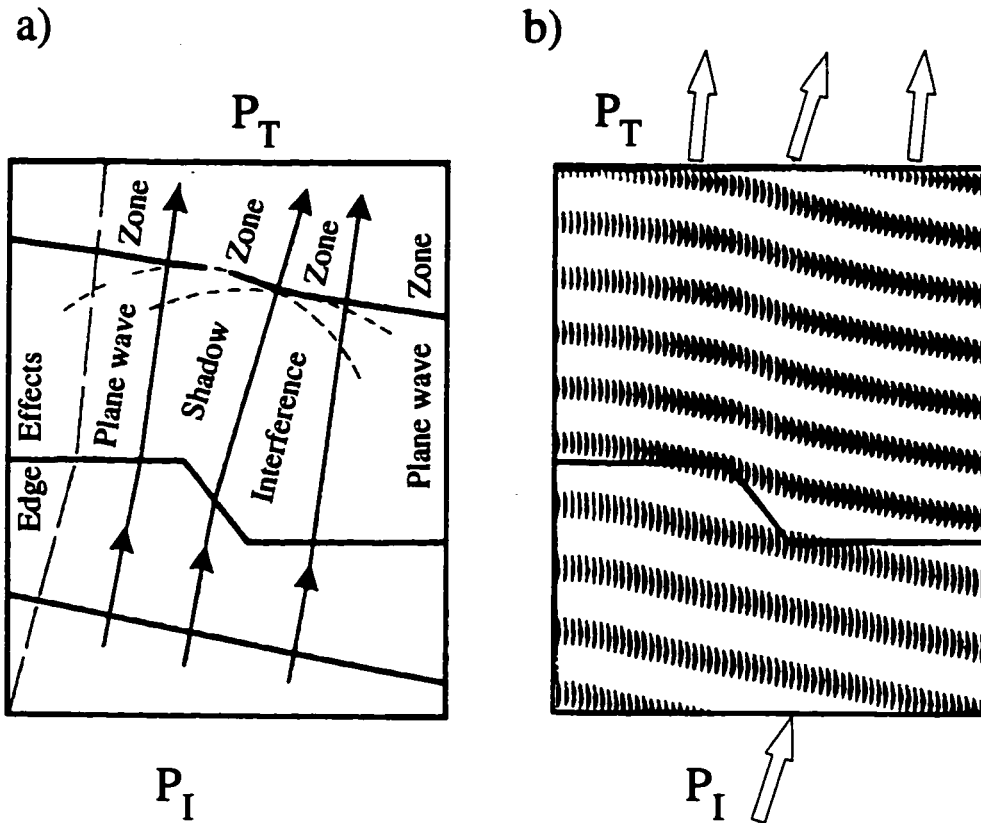 a)
P_T
Zone
Zone
Zone
Zone
Edge Effects
Plane wave
Shadow
Interference
Plane wave
P_I
b)
P_T
P_I